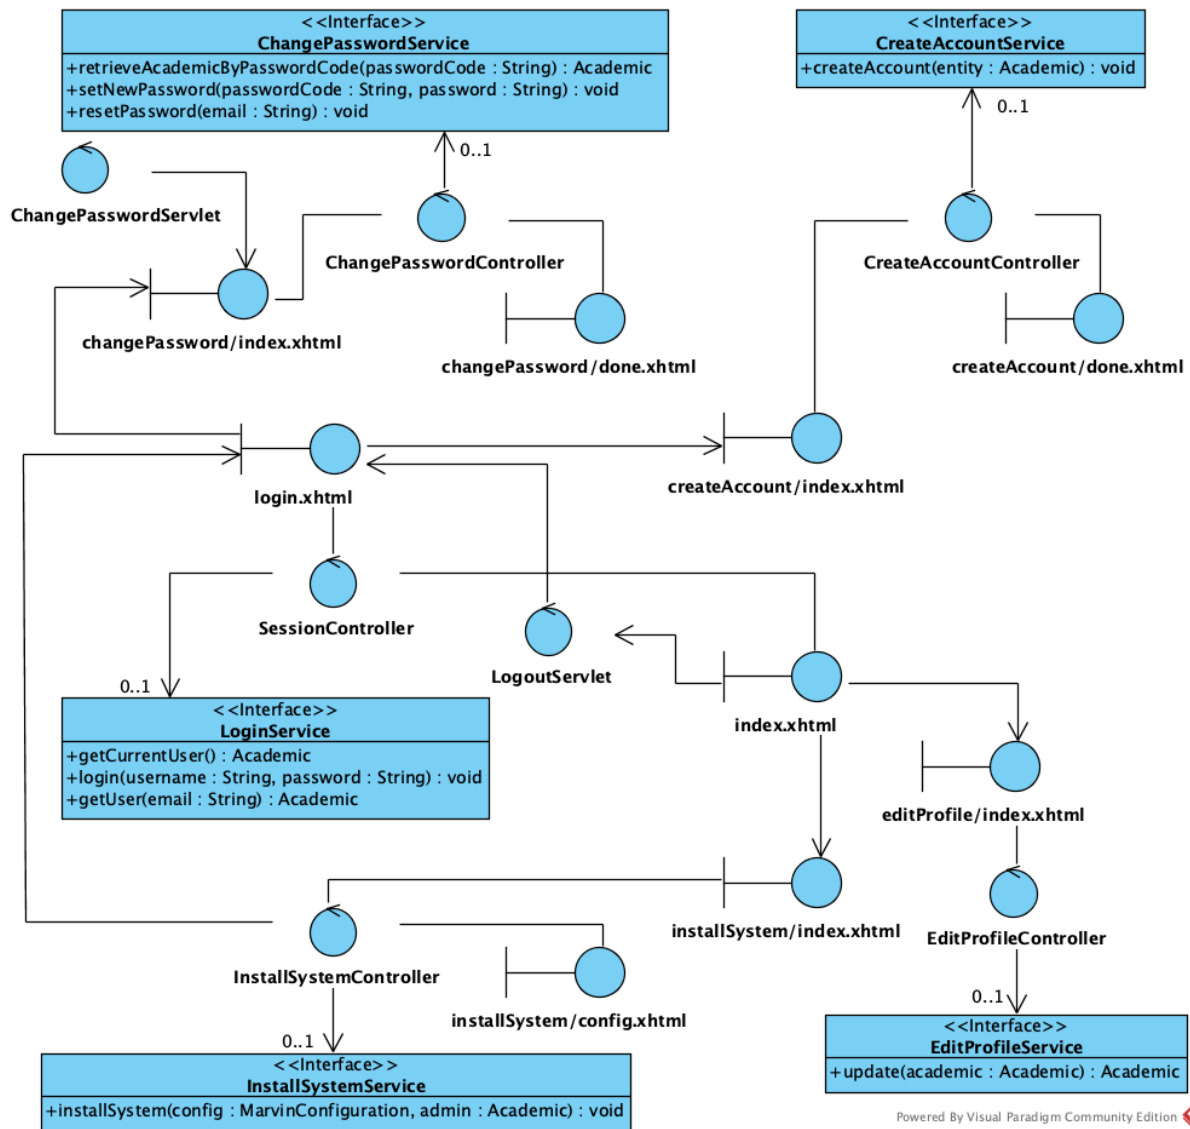 <<Interface>>
ChangePasswordService
+retrieveAcademicByPasswordCode(passwordCode : String) : Academic
+setNewPassword(passwordCode : String, password : String) : void
+resetPassword(email : String) : void
<<Interface>>
CreateAccountService
+createAccount(entity : Academic) : void
0..1
0..1
ChangePasswordServlet
ChangePasswordController
CreateAccountController
changePassword/index.xhtml
changePassword/done.xhtml
createAccount/done.xhtml
login.xhtml
createAccount/index.xhtml
SessionController
LogoutServlet
0..1
<<Interface>>
LoginService
+getCurrentUser() : Academic
+login(username : String, password : String) : void
+getUser(email : String) : Academic
index.xhtml
editProfile/index.xhtml
installSystem/index.xhtml
EditProfileController
InstallSystemController
installSystem/config.xhtml
0..1
0..1
<<Interface>>
InstallSystemService
+installSystem(config : MarvinConfiguration, admin : Academic) : void
<<Interface>>
EditProfileService
+update(academic : Academic) : Academic
Powered By Visual Paradigm Community Edition